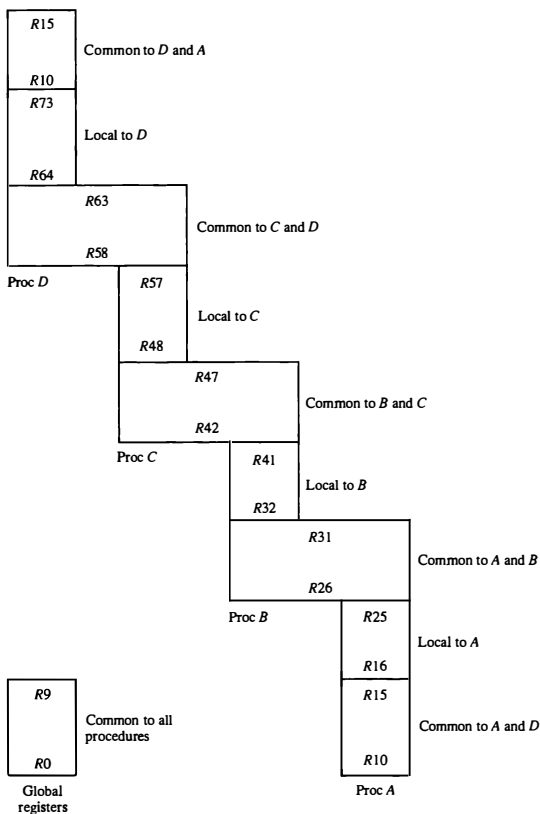 R15
Common to D and A
R10
R73
Local to D
R64
R63
Common to C and D
R58
Proc D
R57
Local to C
R48
R47
Common to B and C
R42
Proc C
R41
Local to B
R32
R31
Common to A and B
R26
Proc B
R25
Local to A
R16
R15
Common to A and D
R10
Proc A
R9
Common to all
procedures
R0
Global
registers